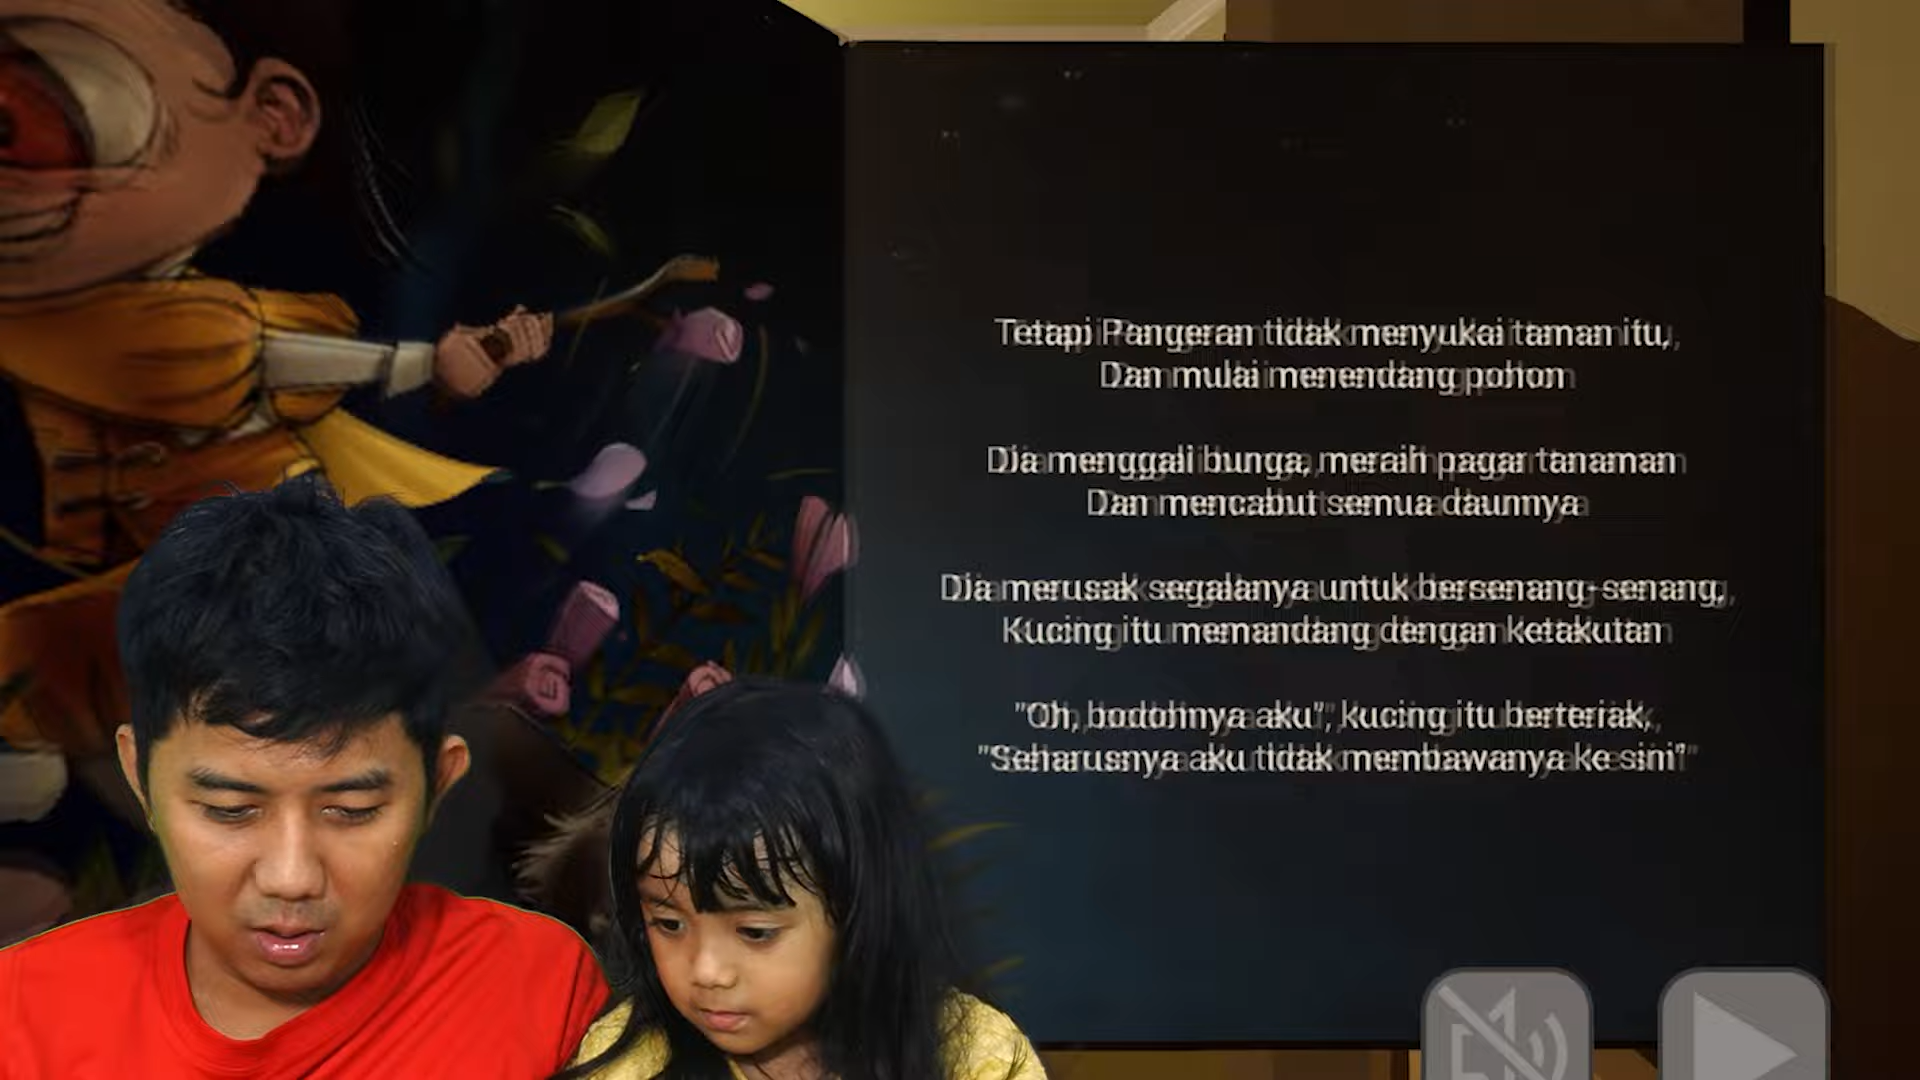 Tetapi Pangeran tidak menyukai taman itu,
Dan mulai menendang pohon
Dia menggali bunga, meraih pagar tanaman
Dan mencabut semua daunnya
Dia merusak segalanya untuk bersenang-senang,
Kucing itu memandang dengan ketakutan
"Oh, bodohnya aku", kucing itu berteriak,
"Seharusnya aku tidak membawanya ke sini"